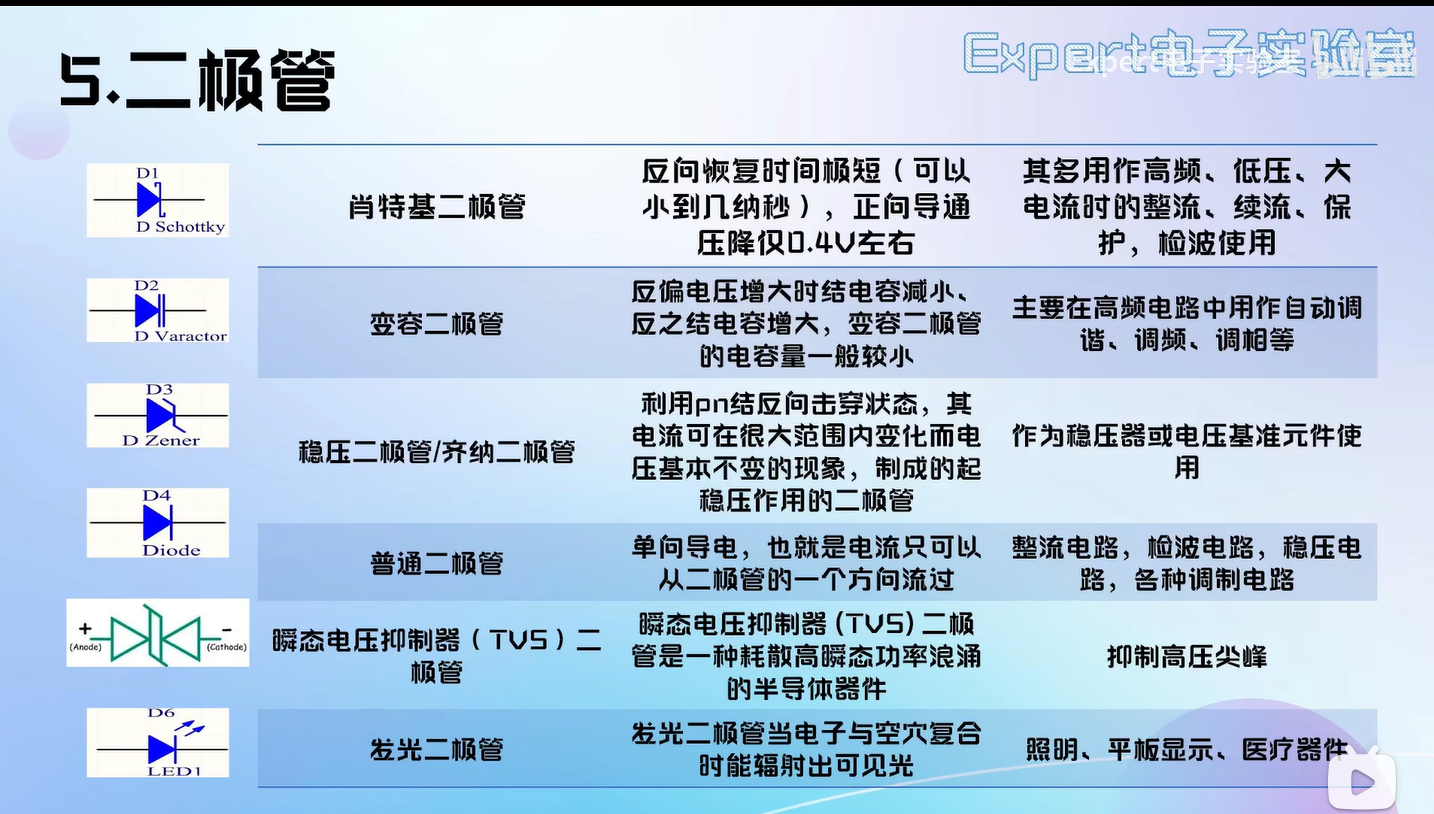 5.二极管
Expert电子实验室
Expert电子实验室
D1
D Schottky
肖特基二极管
反向恢复时间极短（可以
小到几纳秒），正向导通
压降仅0.4V左右
其多用作高频、低压、大
电流时的整流、续流、保
护，检波使用
D2
D Varactor
变容二极管
反偏电压增大时结电容减小、
反之结电容增大，变容二极管
的电容量一般较小
主要在高频电路中用作自动调
谐、调频、调相等
D3
D Zener
稳压二极管/齐纳二极管
利用pn结反向击穿状态，其
电流可在很大范围内变化而电
压基本不变的现象，制成的起
稳压作用的二极管
作为稳压器或电压基准元件使
用
D4
Diode
普通二极管
单向导电，也就是电流只可以
从二极管的一个方向流过
整流电路，检波电路，稳压电
路，各种调制电路
+ -
(Anode) (Cathode)
瞬态电压抑制器（TVS）二
极管
瞬态电压抑制器(TVS)二极
管是一种耗散高瞬态功率浪涌
的半导体器件
抑制高压尖峰
D6
LED1
发光二极管
发光二极管当电子与空穴复合
时能辐射出可见光
照明、平板显示、医疗器件